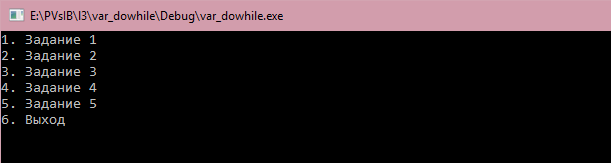 E:\PVsIB\l3\var_dowhile\Debug\var_dowhile.exe
1. Задание 1
2. Задание 2
3. Задание 3
4. Задание 4
5. Задание 5
6. Выход